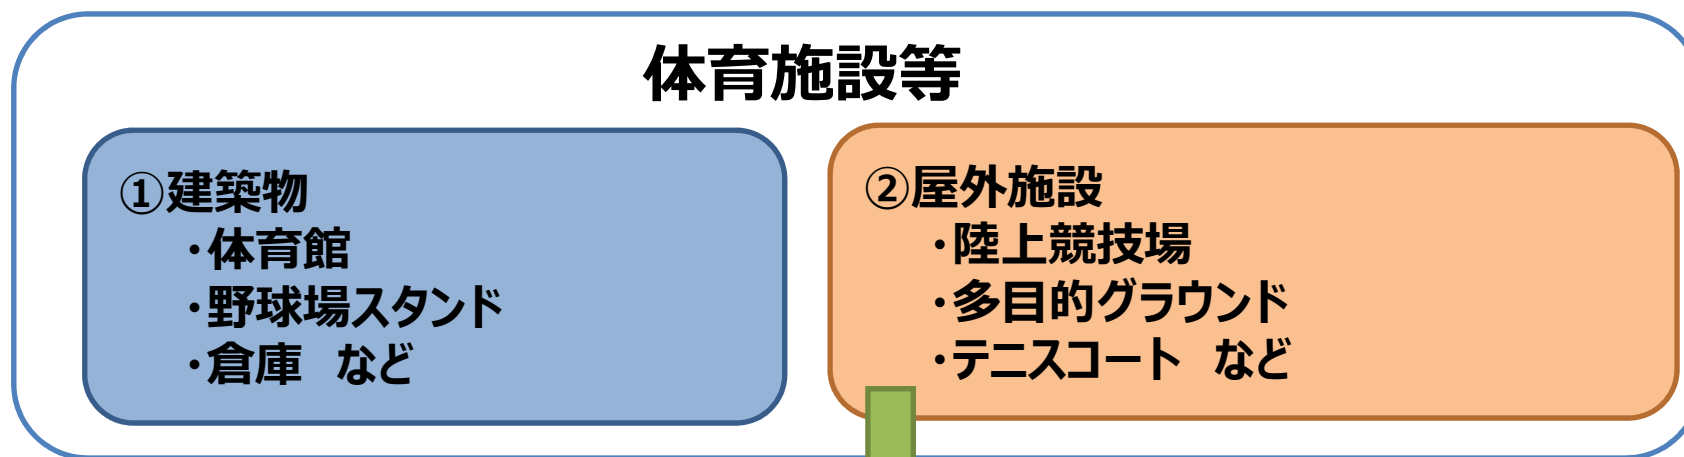 体育施設等
①建築物
・体育館
・野球場スタンド
・倉庫　など
②屋外施設
・陸上競技場
・多目的グラウンド
・テニスコート　など